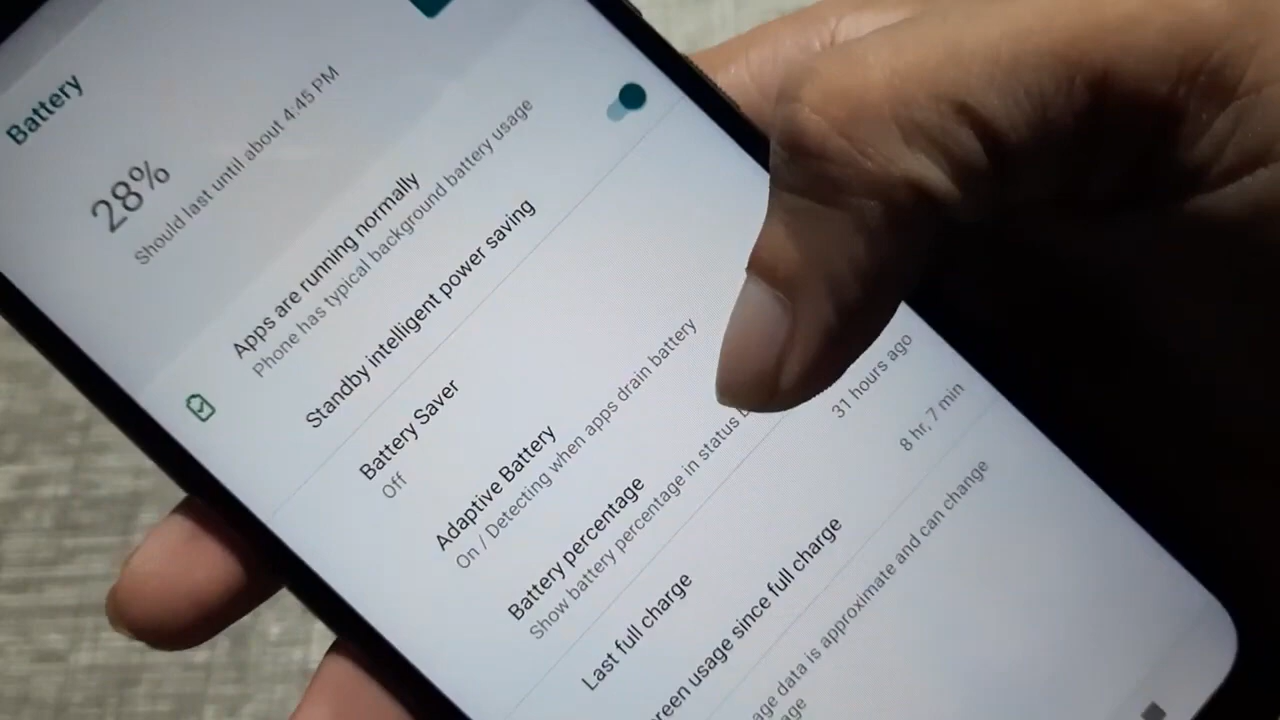 Battery
28%
Should last until about 4:45 PM
Apps are running normally
Phone has typical background battery usage
Standby intelligent power saving
Battery Saver
Off
Adaptive Battery
On / Detecting when apps drain battery
Battery percentage
Show battery percentage in status
Last full charge
31 hours ago
usage since full charge
8 hr, 7 min
data is approximate and can change